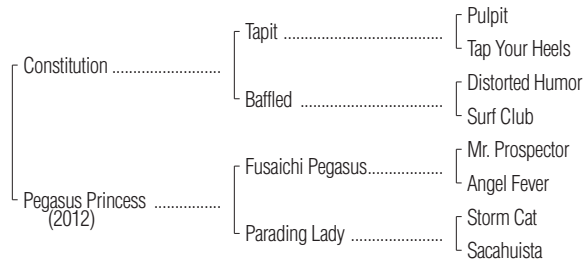 Pulpit
Tapit
Tap Your Heels
Constitution
Distorted Humor
Baffled
Surf Club
Mr. Prospector
Fusaichi Pegasus
Angel Fever
Pegasus Princess
(2012)
Storm Cat
Parading Lady
Sacahuista